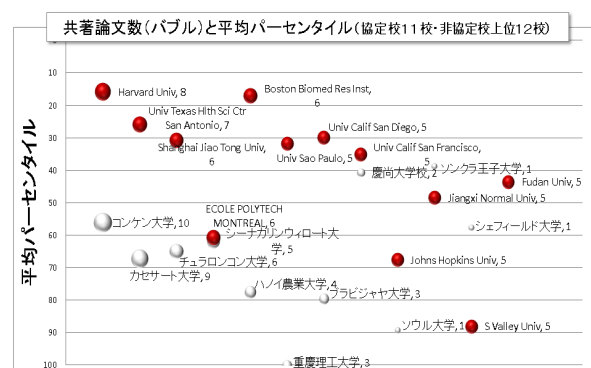 共著論文数(バブル)と平均パーセンタイル(協定校11校・非協定校上位12校)
平均パーセンタイル
10
20
30
40
50
60
70
80
90
100
Harvard Univ, 8
Boston Biomed Res Inst,
6
Univ Texas Hlth Sci Ctr
San Antonio, 7
Shanghai Jiao Tong Univ,
6
Univ Calif San Diego, 5
Univ Sao Paulo, 5
Univ Calif San Francisco,
5
慶尚大学校, 2
ソンクラ王子大学, 1
Fudan Univ, 5
Jiangxi Normal Univ, 5
コンケン大学, 10
ECOLE POLYTECH
MONTREAL, 6
シーナカリンウィロート大
学, 5
シェフィールド大学, 1
チュラロンコン大学, 6
カセサート大学, 9
Johns Hopkins Univ, 5
ハノイ農業大学, 4
ブラビジャヤ大学, 3
ソウル大学, 1
S Valley Univ, 5
重慶理工大学, 3